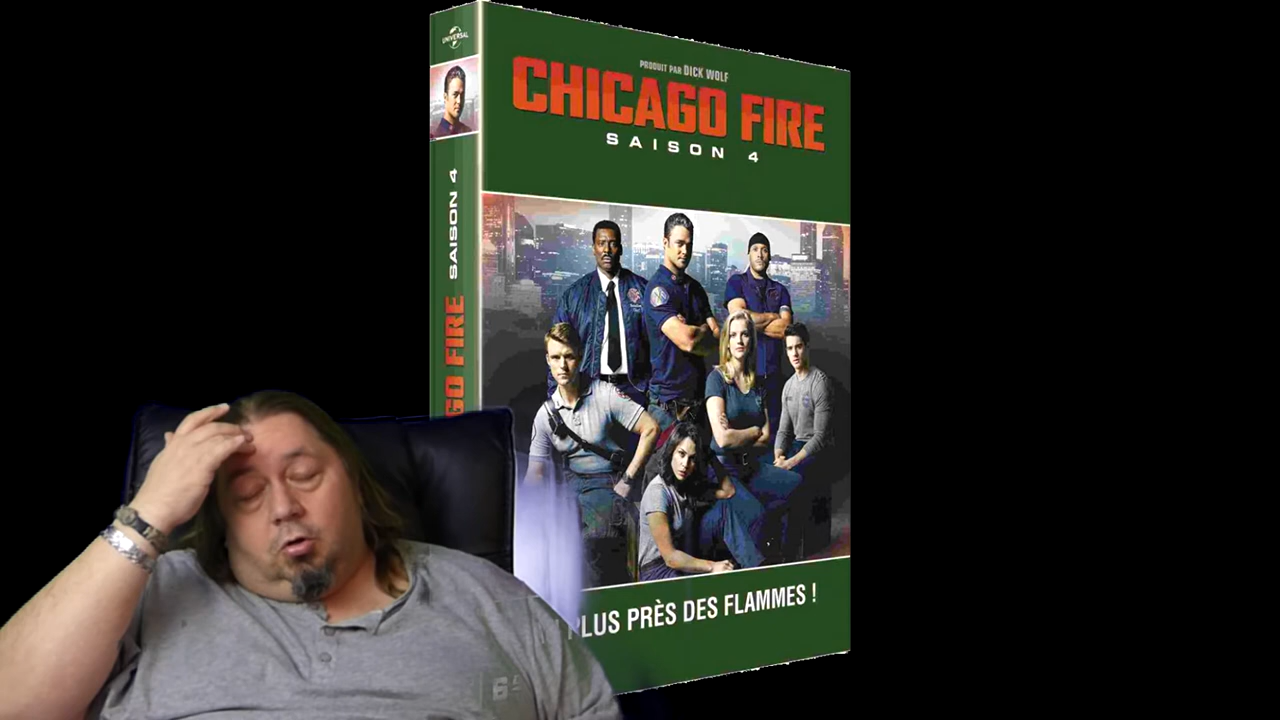 UNIVERSAL
SAISON 4
GO FIRE
PRODUIT PAR DICK WOLF
CHICAGO FIRE
SAISON 4
PLUS PRÈS DES FLAMMES !